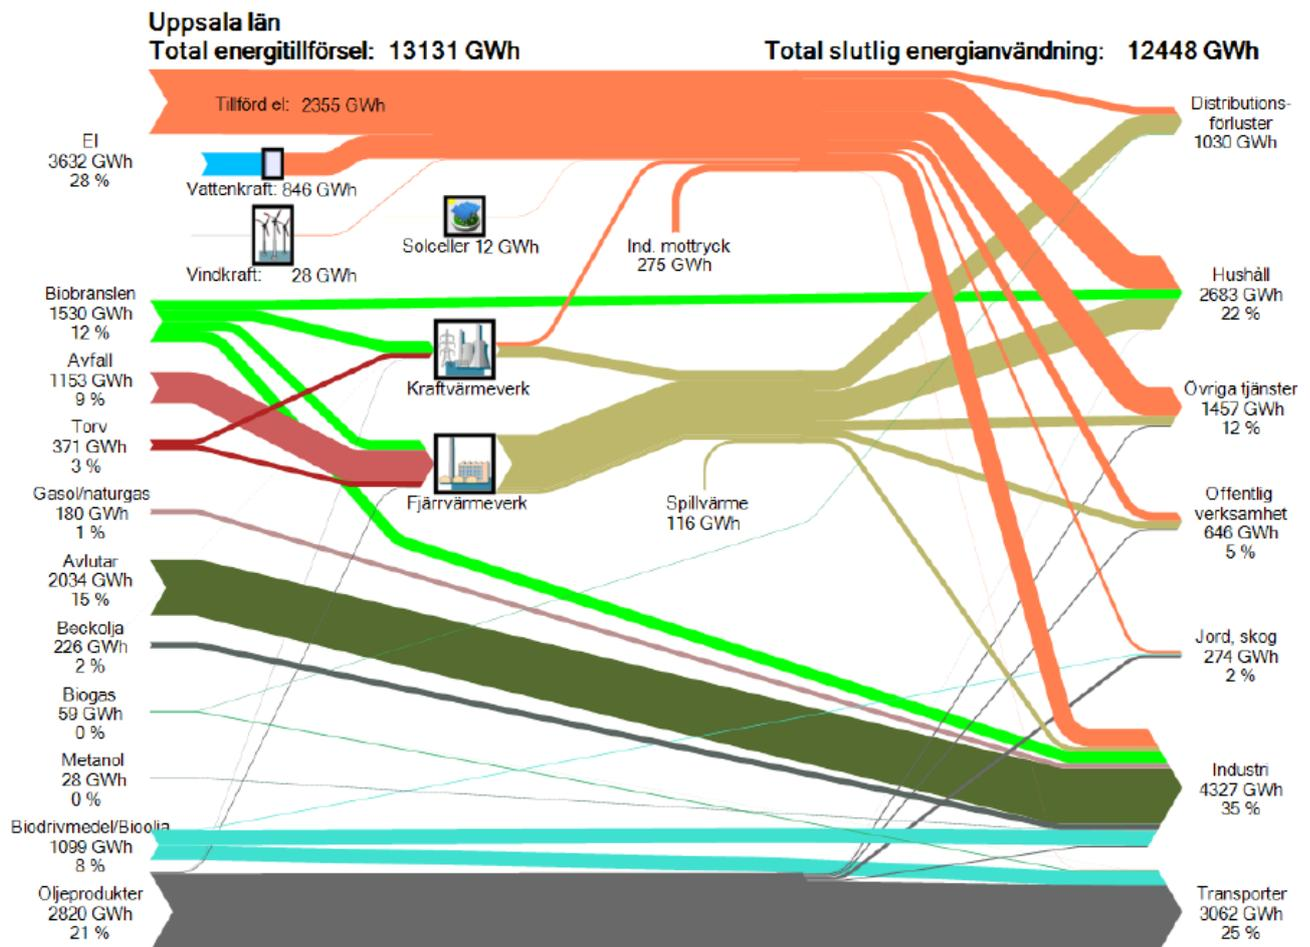 Uppsala län
Total energitillförsel: 13131 GWh
Total slutlig energianvändning: 12448 GWh
Tillförd el: 2355 GWh
El
3632 GWh
28 %
Vattenkraft: 846 GWh
Solceller 12 GWh
Vindkraft: 28 GWh
Ind. mottryck
275 GWh
Biobränslen
1530 GWh
12 %
Avfall
1153 GWh
9 %
Kraftvärmeverk
Torv
371 GWh
3 %
Fjärrvärmeverk
Gasol/naturgas
180 GWh
1 %
Spillvärme
116 GWh
Avlutar
2034 GWh
15 %
Beckolja
226 GWh
2 %
Biogas
59 GWh
0 %
Metanol
28 GWh
0 %
Biodrivmedel/Bioolja
1099 GWh
8 %
Oljeprodukter
2820 GWh
21 %
Distributions-
förluster
1030 GWh
Hushåll
2683 GWh
22 %
Övriga tjänster
1457 GWh
12 %
Offentlig
verksamhet
646 GWh
5 %
Jord, skog
274 GWh
2 %
Industri
4327 GWh
35 %
Transporter
3062 GWh
25 %